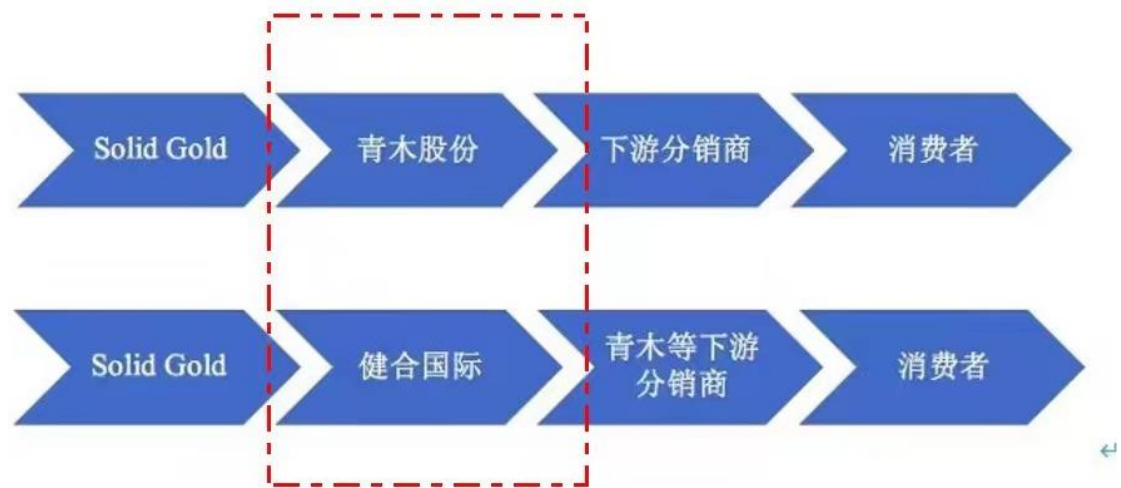 Solid Gold
青木股份
下游分销商
消费者
Solid Gold
健合国际
青木等下游
分销商
消费者